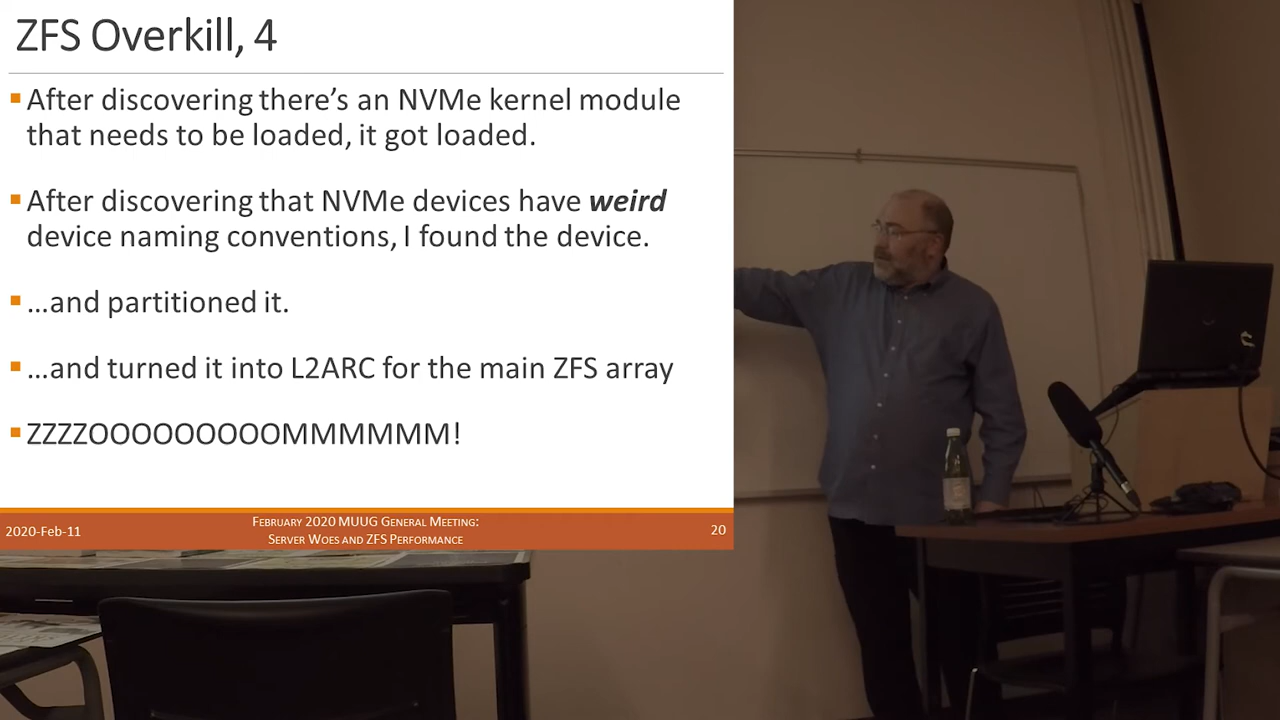 ZFS Overkill, 4
After discovering there's an NVMe kernel module
that needs to be loaded, it got loaded.
After discovering that NVMe devices have weird
device naming conventions, I found the device.
...and partitioned it.
...and turned it into L2ARC for the main ZFS array
ZZZZOOOOOOOOOOMMMMMM!
2020-Feb-11
February 2020 MUUG General Meeting:
Server Woes and ZFS Performance
20